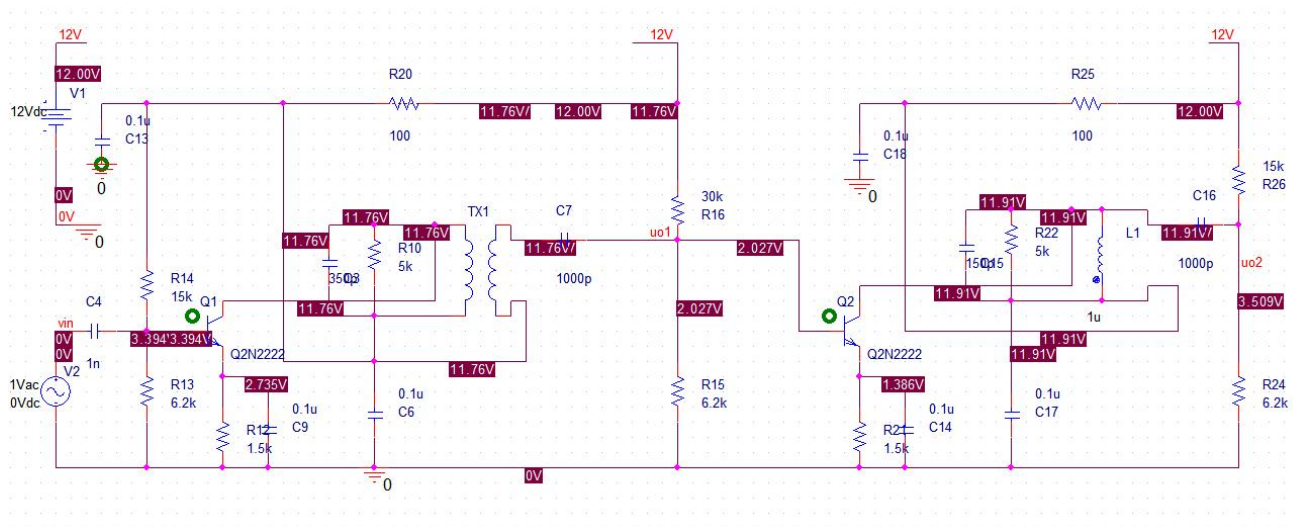 12V
12V
12V
12.00V
V1
12Vdc
R20
100
11.76V/
12.00V
11.76V
R25
100
12.00V
0.1u
C13
0
0.1u
C18
0
15k
R26
0V
0V
0
30k
R16
TX1
C7
1000p
uo1
11.76V
11.76V
11.76V
11.76V/
R10
5k
350p
2.027V
11.91V
11.91V
R22
5k
150p
C15
L1
1u
C16
11.91V/
1000p
uo2
R14
15k
C4
1n
vin
0V
0V
V2
1Vac
0Vdc
3.394V
3.394V
Q1
Q2N2222
11.76V
11.76V
2.027V
Q2
Q2N2222
11.91V
11.91V
11.91V
3.509V
R13
6.2k
2.735V
R12
1.5k
0.1u
C9
0.1u
C6
0
R15
6.2k
1.386V
R21
1.5k
0.1u
C14
0.1u
C17
R24
6.2k
0V